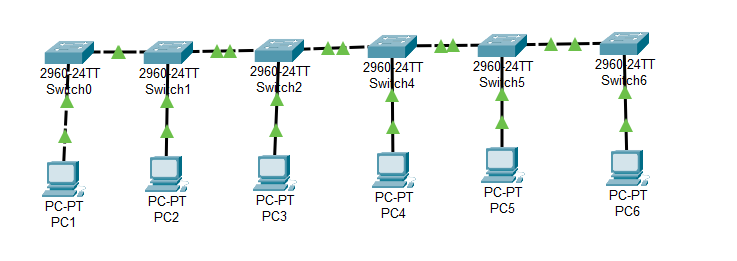 2960-24TT
Switch0
2960-24TT
Switch1
2960-24TT
Switch2
2960-24TT
Switch4
2960-24TT
Switch5
2960-24TT
Switch6
PC-PT
PC1
PC-PT
PC2
PC-PT
PC3
PC-PT
PC4
PC-PT
PC5
PC-PT
PC6